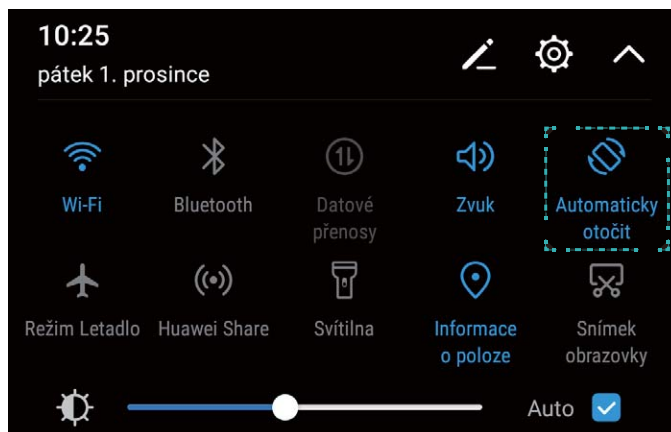 10:25
pátek 1. prosince
Wi-Fi
Bluetooth
Datové
přenosy
Zvuk
Automaticky
otočit
Režim Letadlo
Huawei Share
Svítilna
Informace
o poloze
Snímek
obrazovky
Auto